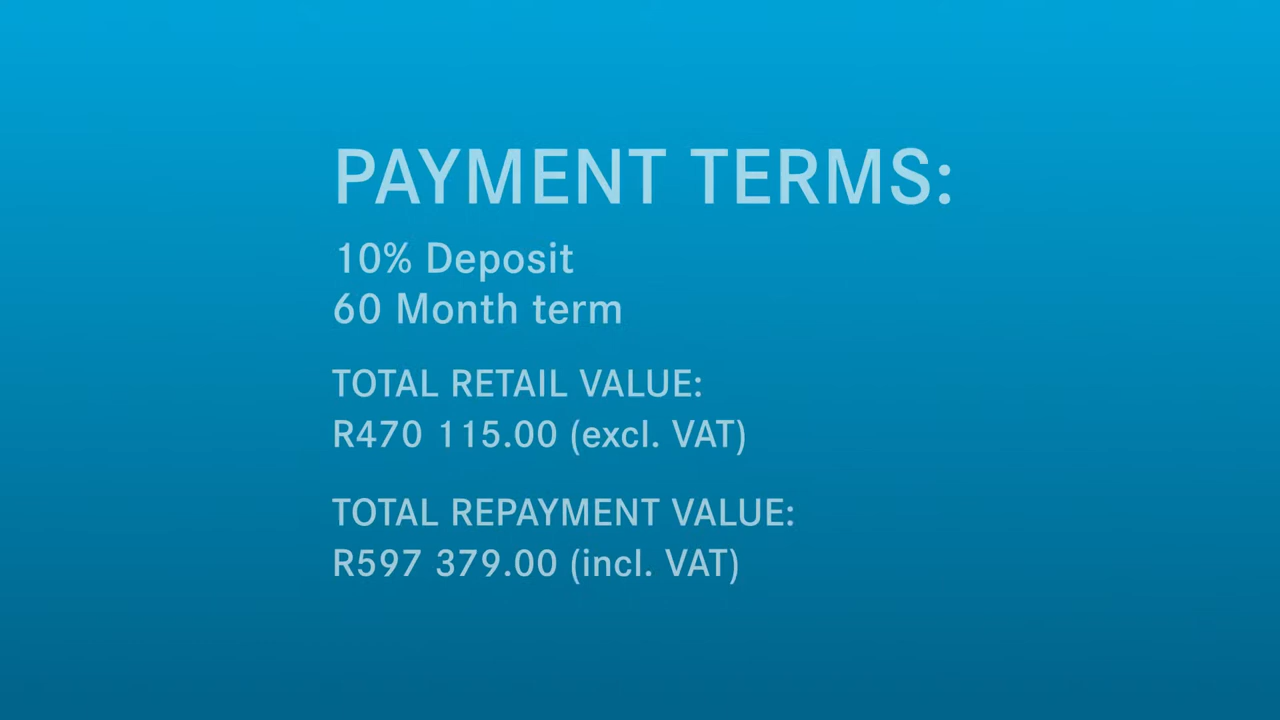 PAYMENT TERMS:
10% Deposit
60 Month term
TOTAL RETAIL VALUE:
R470 115.00 (excl. VAT)
TOTAL REPAYMENT VALUE:
R597 379.00 (incl. VAT)